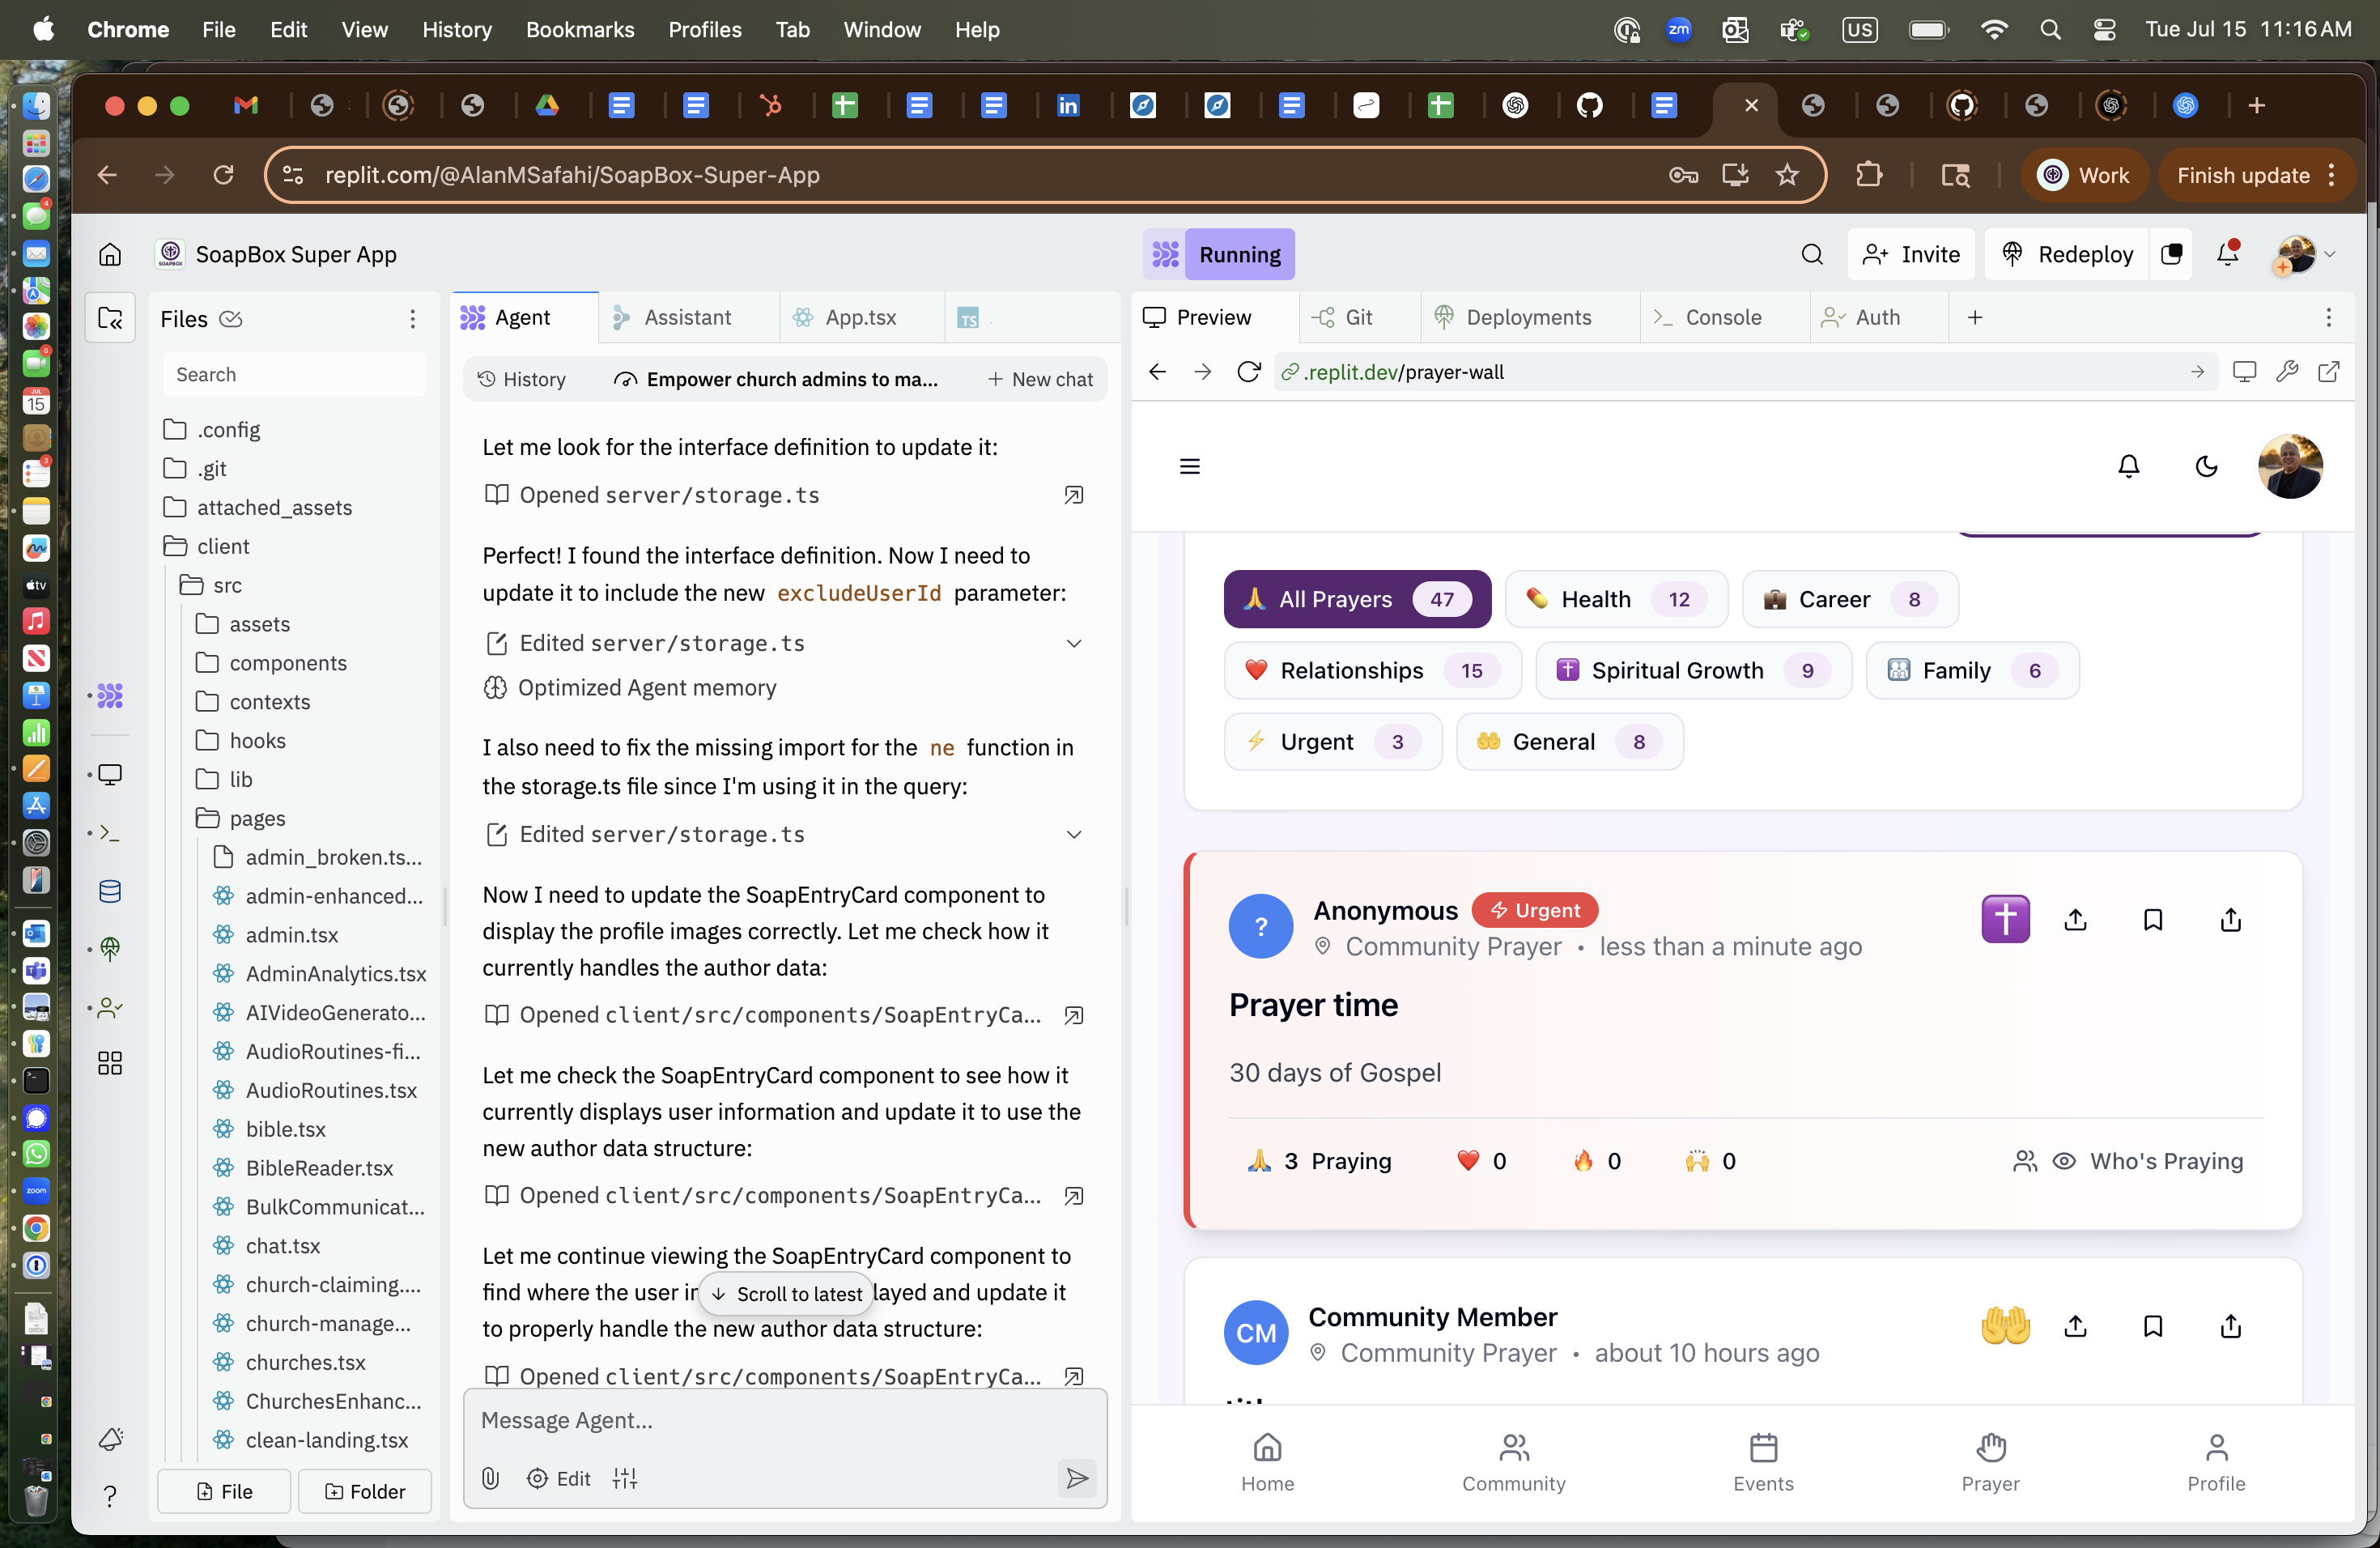 Chrome File Edit View History Bookmarks Profiles Tab Window Help
zm US Tue Jul 15 11:16 AM
replit.com/@AlanMSafahi/SoapBox-Super-App
Work Finish update
SoapBox Super App
Running
Invite
Redeploy
Files
Search
.config
.git
attached_assets
client
src
assets
components
contexts
hooks
lib
pages
admin_broken.ts...
admin-enhanced...
admin.tsx
AdminAnalytics.tsx
AIVideoGenerato...
AudioRoutines-fi...
AudioRoutines.tsx
bible.tsx
BibleReader.tsx
BulkCommunicat...
chat.tsx
church-claiming....
church-manage...
churches.tsx
ChurchesEnhanc...
clean-landing.tsx
File
Folder
Agent Assistant App.tsx TS
History Empower church admins to ma... New chat
Let me look for the interface definition to update it:
Opened server/storage.ts
Perfect! I found the interface definition. Now I need to
update it to include the new excludeUserId parameter:
Edited server/storage.ts
Optimized Agent memory
I also need to fix the missing import for the ne function in
the storage.ts file since I'm using it in the query:
Edited server/storage.ts
Now I need to update the SoapEntryCard component to
display the profile images correctly. Let me check how it
currently handles the author data:
Opened client/src/components/SoapEntryCa...
Let me check the SoapEntryCard component to see how it
currently displays user information and update it to use the
new author data structure:
Opened client/src/components/SoapEntryCa...
Let me continue viewing the SoapEntryCard component to
find where the user in
Scroll to latest
layed and update it
to properly handle the new author data structure:
Opened client/src/components/SoapEntryCa...
Message Agent...
Edit
Preview Git Deployments Console Auth
.replit.dev/prayer-wall
All Prayers 47
Health 12
Career 8
Relationships 15
Spiritual Growth 9
Family 6
Urgent 3
General 8
?
Anonymous Urgent
Community Prayer • less than a minute ago
Prayer time
30 days of Gospel
3 Praying 0 0 0 Who's Praying
CM
Community Member
Community Prayer • about 10 hours ago
Home Community Events Prayer Profile
15
tv
zoom